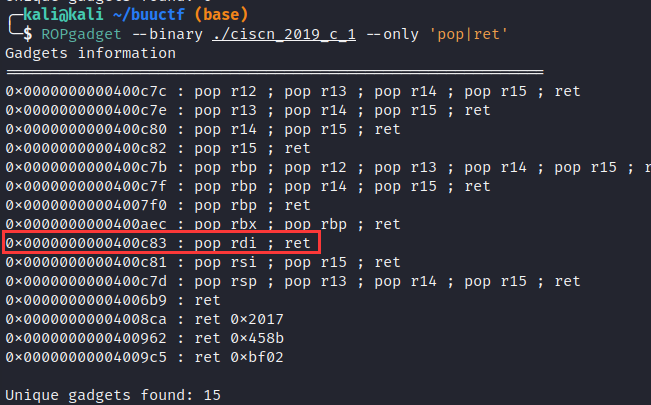 Unique gadgets found: 
┌──kali@kali ~/buuctf (base)
└─$ ROPgadget --binary ./ciscn_2019_c_1 --only 'pop|ret'
Gadgets information
============================================================
0×0000000000400c7c : pop r12 ; pop r13 ; pop r14 ; pop r15 ; ret
0×0000000000400c7e : pop r13 ; pop r14 ; pop r15 ; ret
0×0000000000400c80 : pop r14 ; pop r15 ; ret
0×0000000000400c82 : pop r15 ; ret
0×0000000000400c7b : pop rbp ; pop r12 ; pop r13 ; pop r14 ; pop r15 ; r
0×0000000000400c7f : pop rbp ; pop r14 ; pop r15 ; ret
0×00000000004007f0 : pop rbp ; ret
0×0000000000400aec : pop rbx ; pop rbp ; ret
0×0000000000400c83 : pop rdi ; ret
0×0000000000400c81 : pop rsi ; pop r15 ; ret
0×0000000000400c7d : pop rsp ; pop r13 ; pop r14 ; pop r15 ; ret
0×00000000004006b9 : ret
0×00000000004008ca : ret 0×2017
0×0000000000400962 : ret 0×458b
0×00000000004009c5 : ret 0×bf02
Unique gadgets found: 15